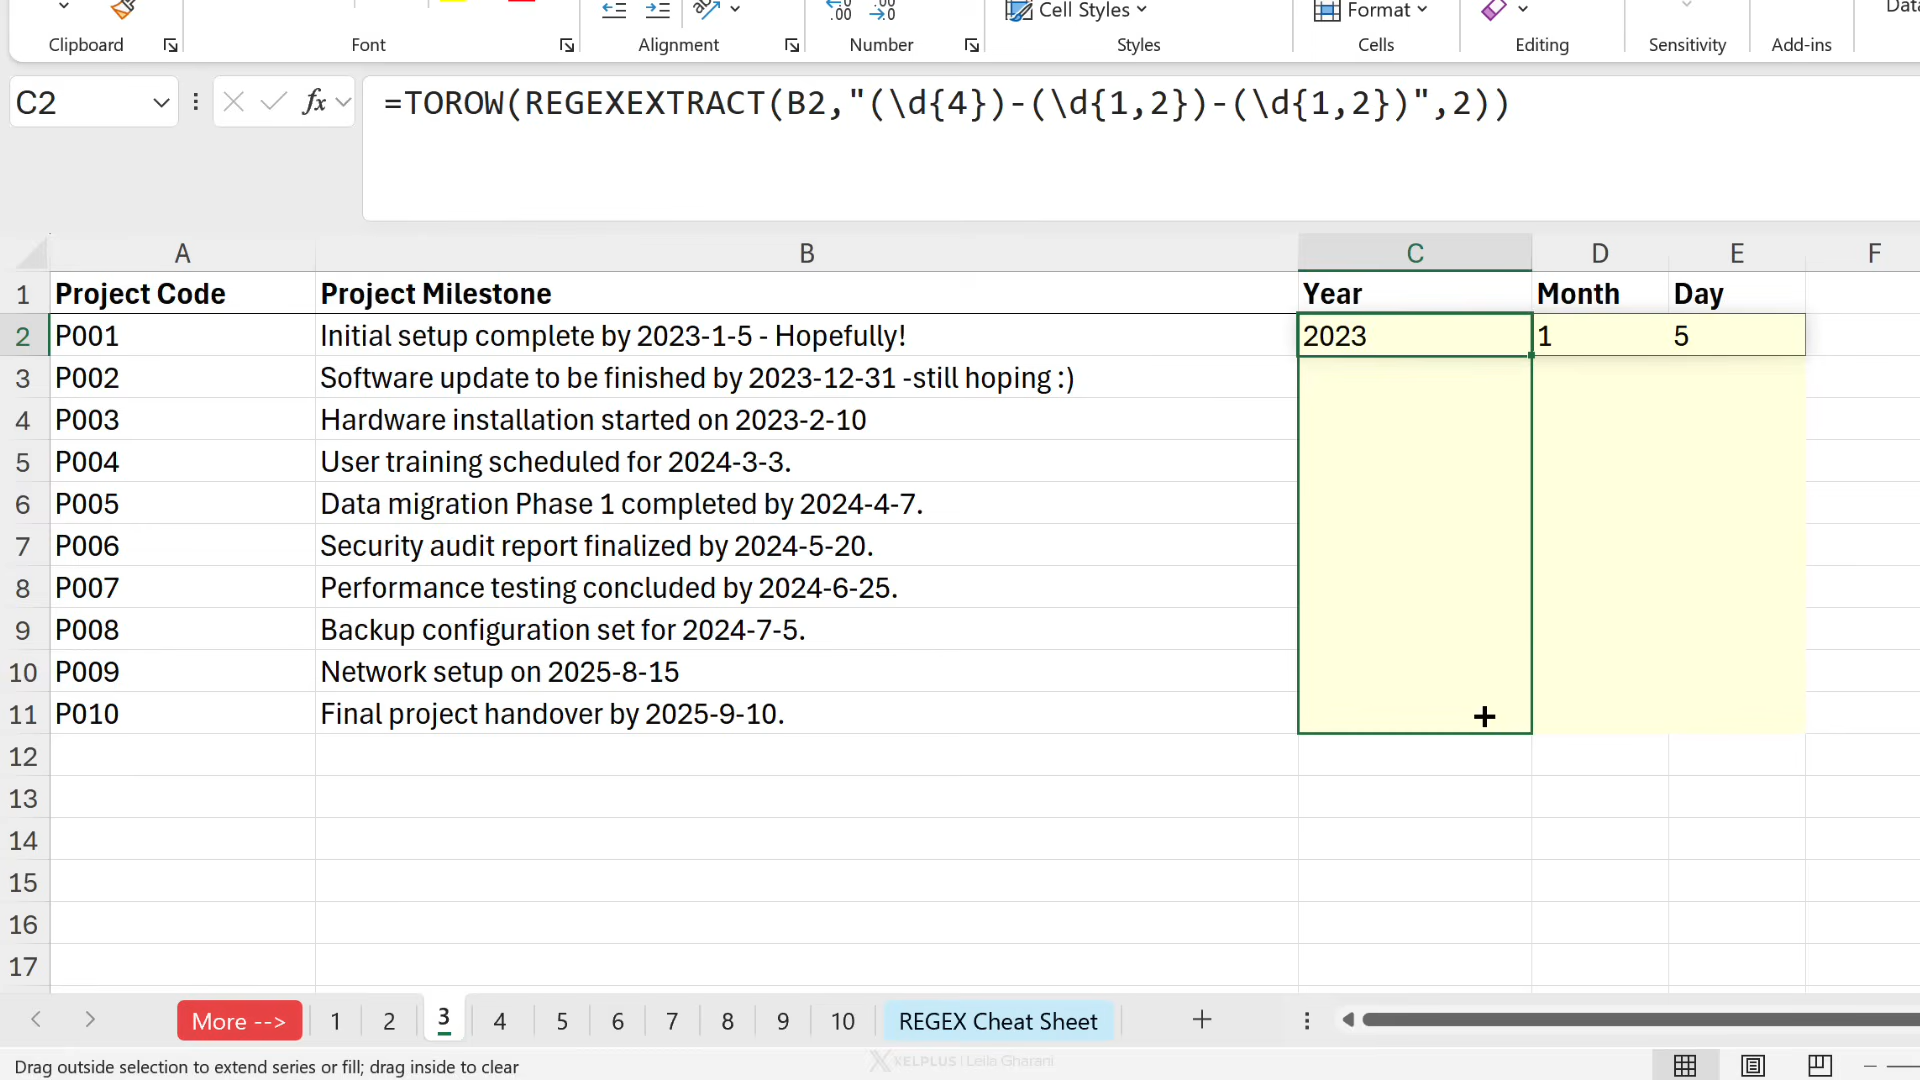 Cell Styles
Format
Data
Clipboard
Font
Alignment
Number
Styles
Cells
Editing
Sensitivity
Add-ins
C2
fx
=TOROW(REGEXEXTRACT(B2,"(\d{4})-(\d{1,2})-(\d{1,2})",2))
A B C D E F
1 Project Code Project Milestone Year Month Day
2 P001 Initial setup complete by 2023-1-5 - Hopefully! 2023 1 5
3 P002 Software update to be finished by 2023-12-31 -still hoping :)
4 P003 Hardware installation started on 2023-2-10
5 P004 User training scheduled for 2024-3-3.
6 P005 Data migration Phase 1 completed by 2024-4-7.
7 P006 Security audit report finalized by 2024-5-20.
8 P007 Performance testing concluded by 2024-6-25.
9 P008 Backup configuration set for 2024-7-5.
10 P009 Network setup on 2025-8-15
11 P010 Final project handover by 2025-9-10.
12
13
14
15
16
17
More --> 1 2 3 4 5 6 7 8 9 10 REGEX Cheat Sheet
Drag outside selection to extend series or fill; drag inside to clear
XELPLUS | Leila Gharani